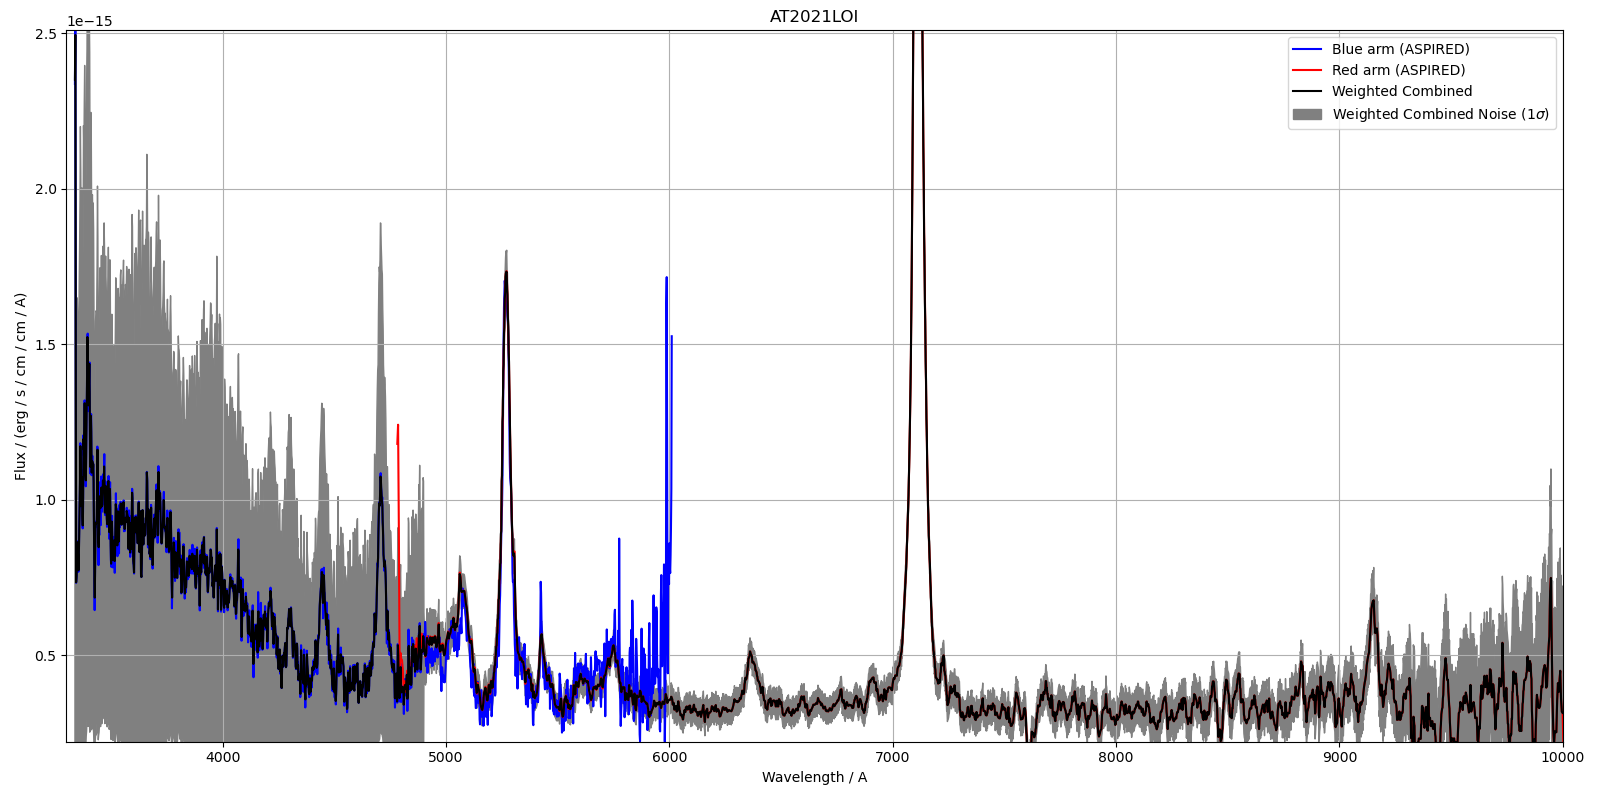 AT2021LOI
1e−15
2.5
2.0
1.5
1.0
0.5
Flux / (erg / s / cm / cm / A)
Blue arm (ASPIRED)
Red arm (ASPIRED)
Weighted Combined
Weighted Combined Noise (1σ)
4000 5000 6000 7000 8000 9000 10000
Wavelength / A